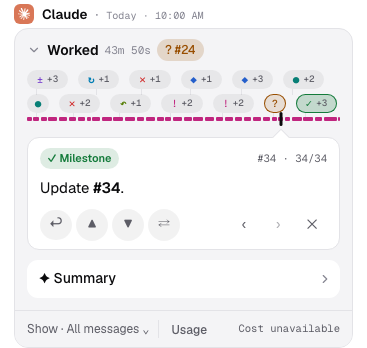 Claude · Today · 10:00 AM
Worked 43m 50s ? #24
± +3 ↻ +1 × +1 ◆ +1 ◆ +3 ● +2
● × +2 ↶ +1 ! +2 ! +2 ? ✓ +3
✓ Milestone #34 · 34/34
Update #34.
↩ ▲ ▼ ⇄ ‹ › ×
✦ Summary ›
Show · All messages ⌄ Usage Cost unavailable